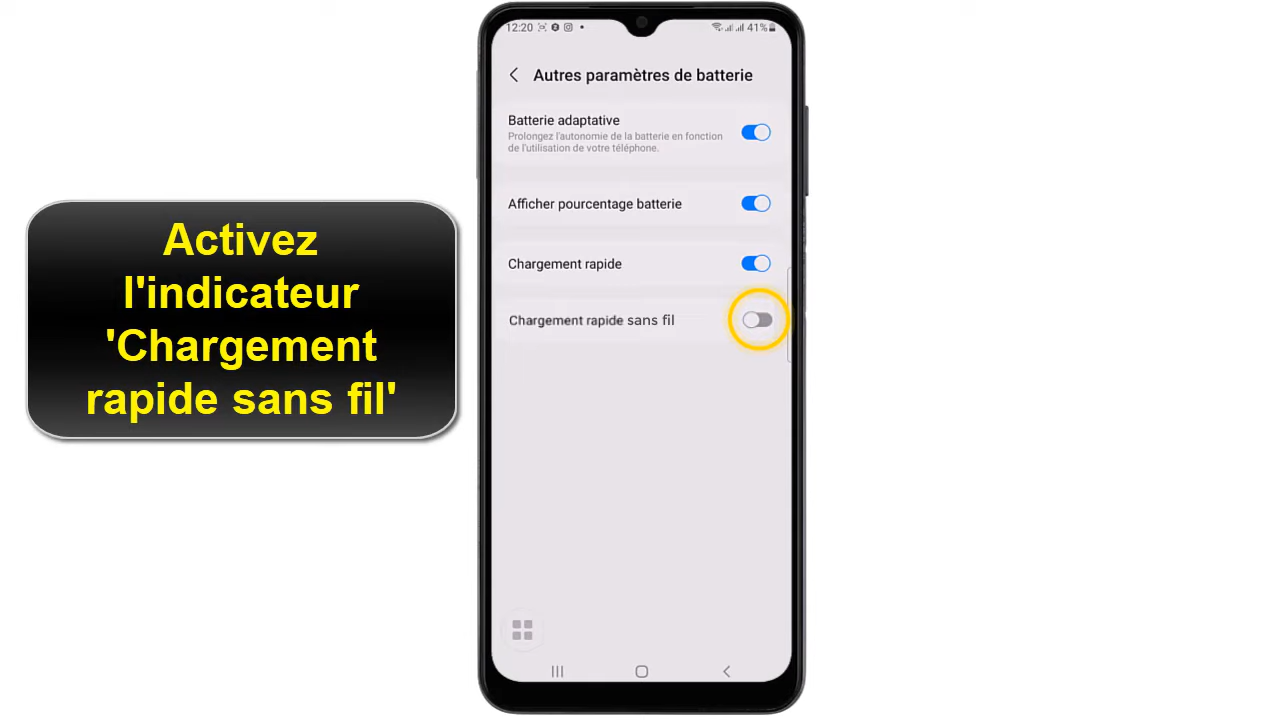 Activez
l'indicateur
'Chargement
rapide sans fil'
12:20
41%
Autres paramètres de batterie
Batterie adaptative
Prolongez l'autonomie de la batterie en fonction
de l'utilisation de votre téléphone.
Afficher pourcentage batterie
Chargement rapide
Chargement rapide sans fil